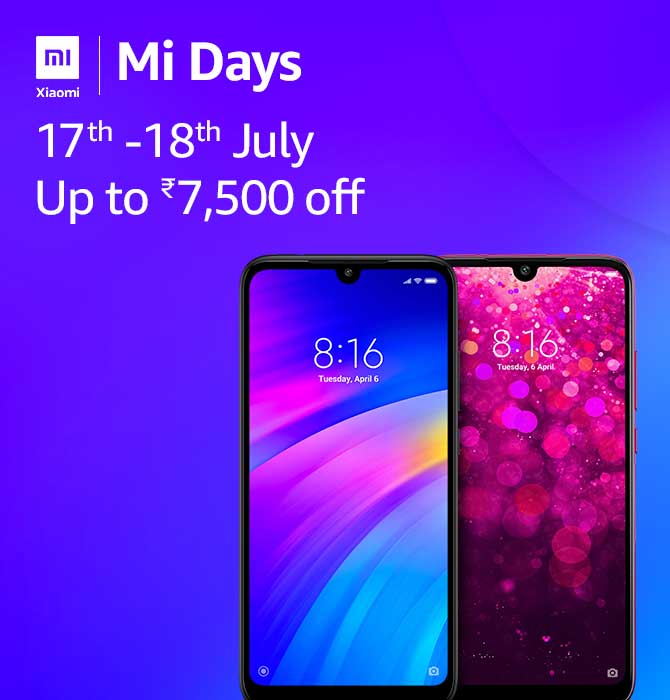 mi
Xiaomi
Mi Days
17th -18th July
Up to ₹7,500 off
8:16
Tuesday, April 6
8:16
Tuesday, 6 April